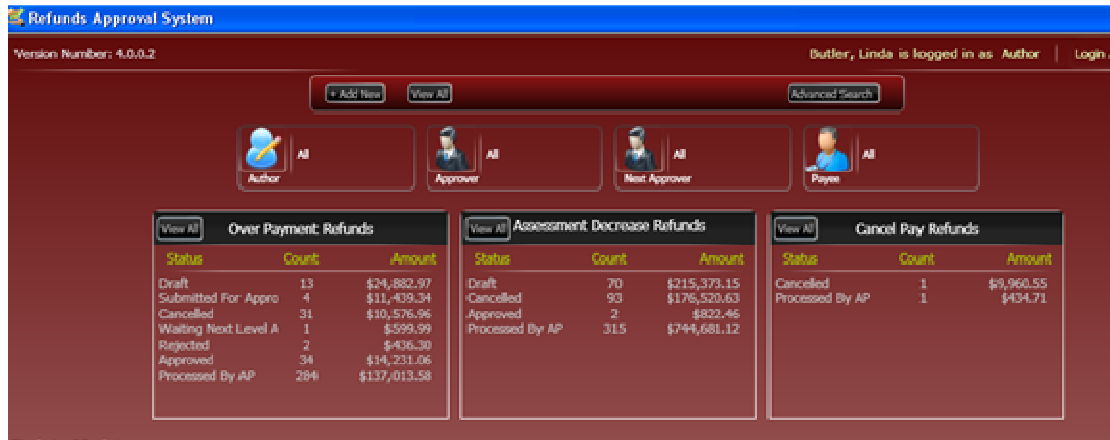 Refunds Approval System
Version Number: 4.0.0.2
Butler, Linda is logged in as Author | Login
+ Add New View All Advanced Search
All All All All
Author Approver Next Approver Payee
View All Over Payment Refunds
Status Count Amount
Draft 13 $24,882.97
Submitted For Appro 4 $11,439.34
Cancelled 31 $10,576.96
Waiting Next Level A 1 $599.99
Rejected 2 $436.30
Approved 34 $14,231.06
Processed By AP 284 $137,013.58
View All Assessment Decrease Refunds
Status Count Amount
Draft 70 $215,373.15
Cancelled 93 $176,520.63
Approved 2 $822.46
Processed By AP 315 $744,681.12
View All Cancel Pay Refunds
Status Count Amount
Cancelled 1 $9,960.55
Processed By AP 1 $434.71